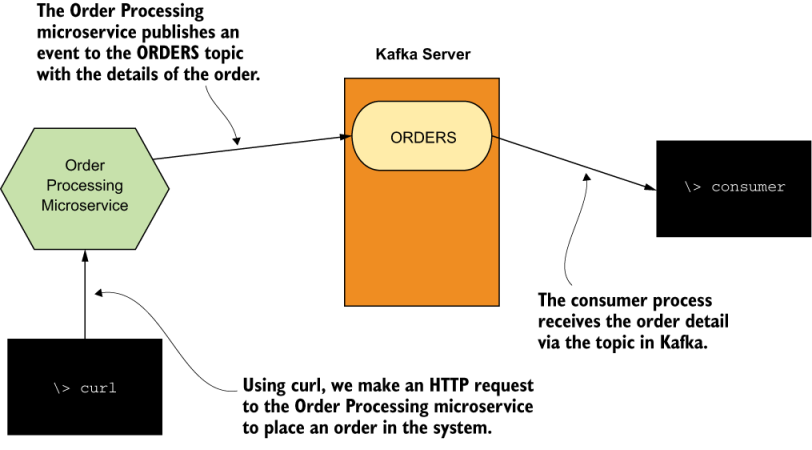 The Order Processing
microservice publishes an
event to the ORDERS topic
with the details of the order.
Kafka Server
ORDERS
Order
Processing
Microservice
\> consumer
The consumer process
receives the order detail
via the topic in Kafka.
\> curl
Using curl, we make an HTTP request
to the Order Processing microservice
to place an order in the system.